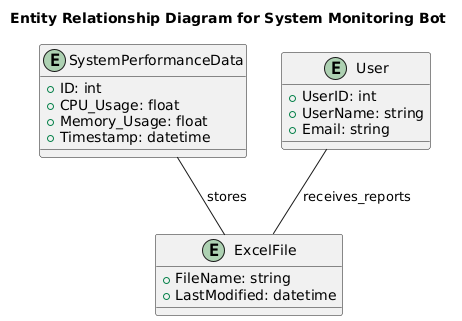 Entity Relationship Diagram for System Monitoring Bot
E SystemPerformanceData
ID: int
CPU_Usage: float
Memory_Usage: float
Timestamp: datetime
E User
UserID: int
UserName: string
Email: string
stores
receives_reports
E ExcelFile
FileName: string
LastModified: datetime